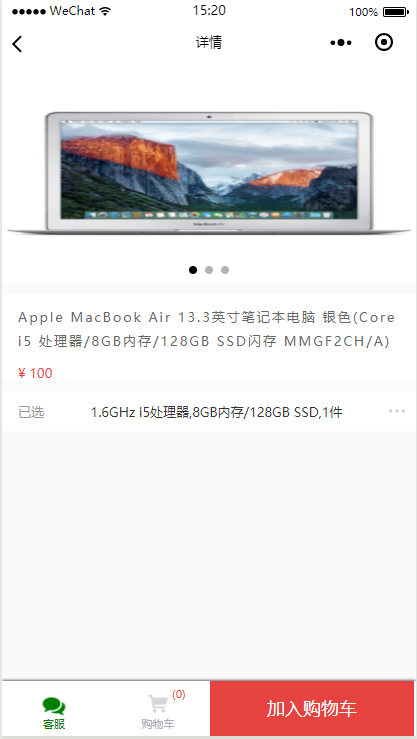 WeChat 15:20 100%
详情
Apple MacBook Air 13.3英寸笔记本电脑 银色(Core
i5 处理器/8GB内存/128GB SSD闪存 MMGF2CH/A)
¥ 100
已选 1.6GHz i5处理器,8GB内存/128GB SSD,1件
(0)
客服 购物车 加入购物车